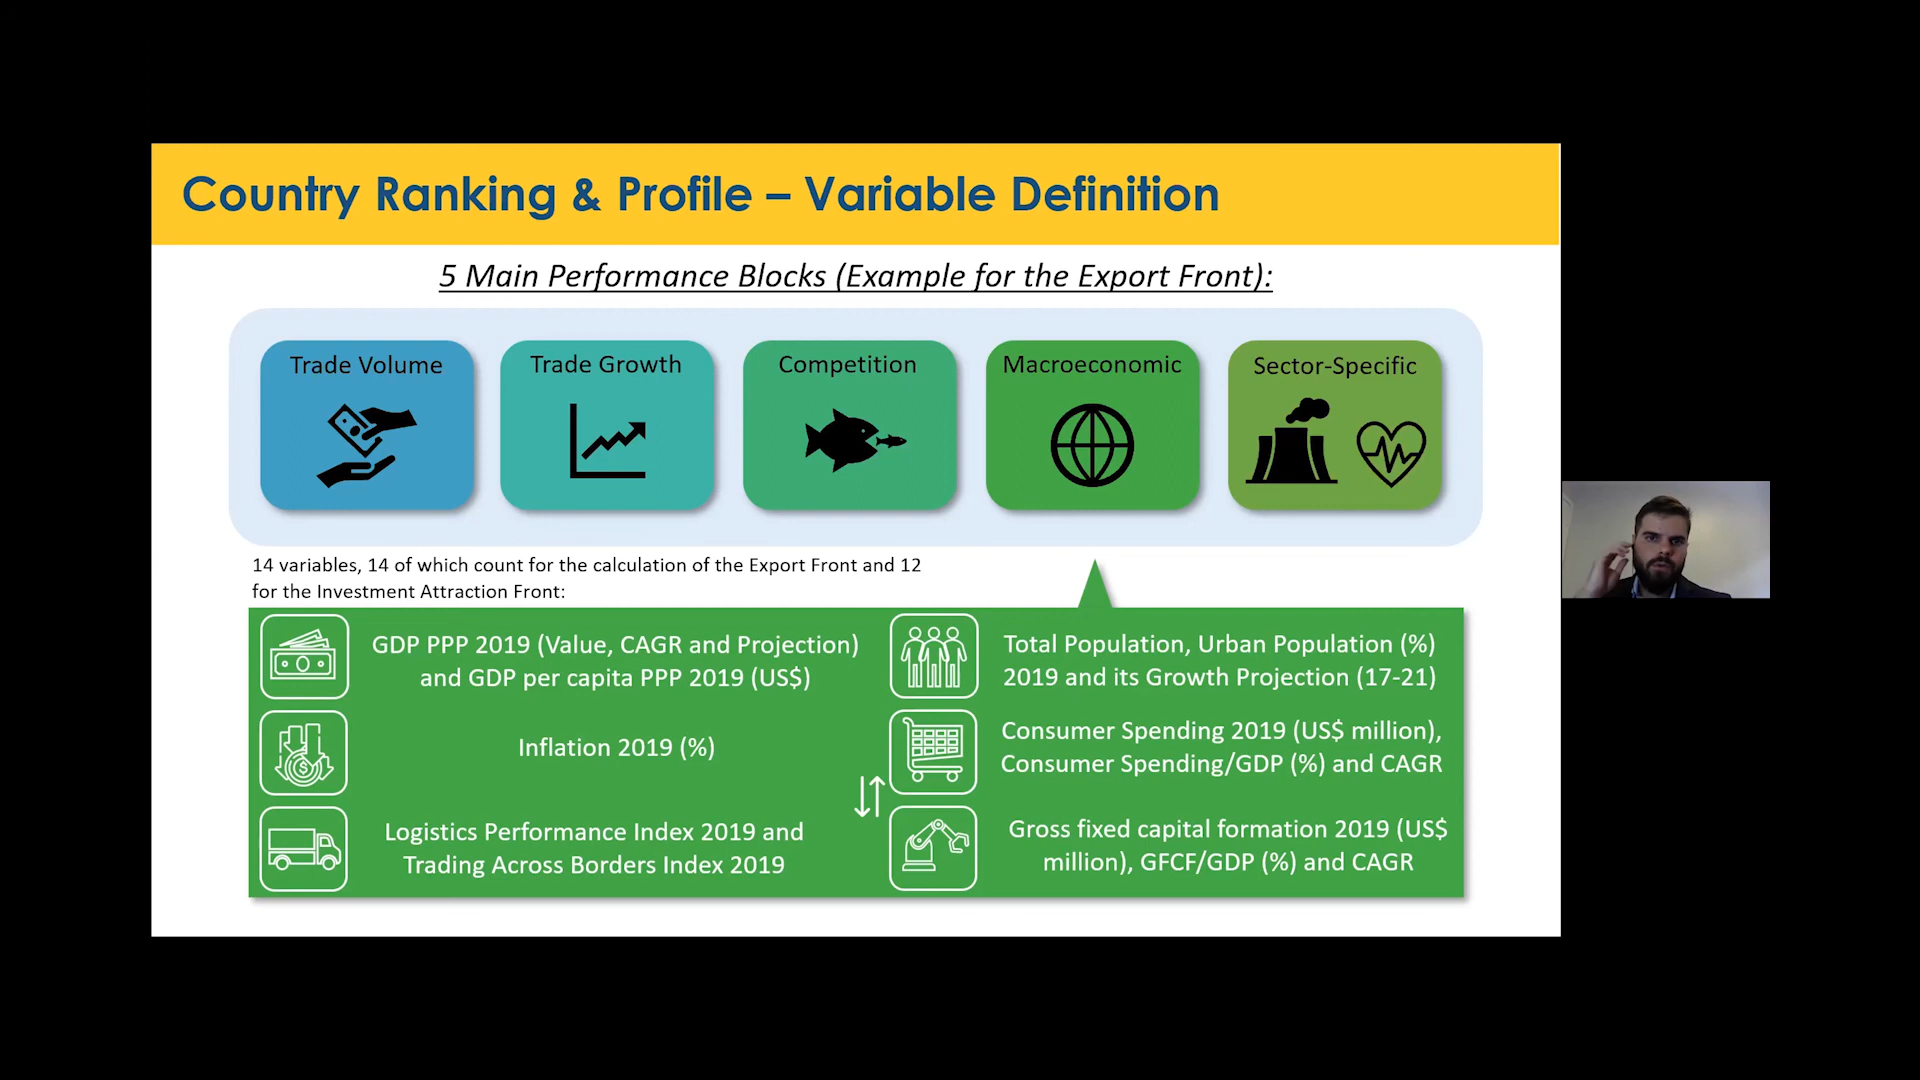 Country Ranking & Profile – Variable Definition
5 Main Performance Blocks (Example for the Export Front):
Trade Volume
Trade Growth
Competition
Macroeconomic
Sector-Specific
14 variables, 14 of which count for the calculation of the Export Front and 12
for the Investment Attraction Front:
GDP PPP 2019 (Value, CAGR and Projection)
and GDP per capita PPP 2019 (US$)
Inflation 2019 (%)
Logistics Performance Index 2019 and
Trading Across Borders Index 2019
Total Population, Urban Population (%)
2019 and its Growth Projection (17-21)
Consumer Spending 2019 (US$ million),
Consumer Spending/GDP (%) and CAGR
Gross fixed capital formation 2019 (US$
million), GFCF/GDP (%) and CAGR